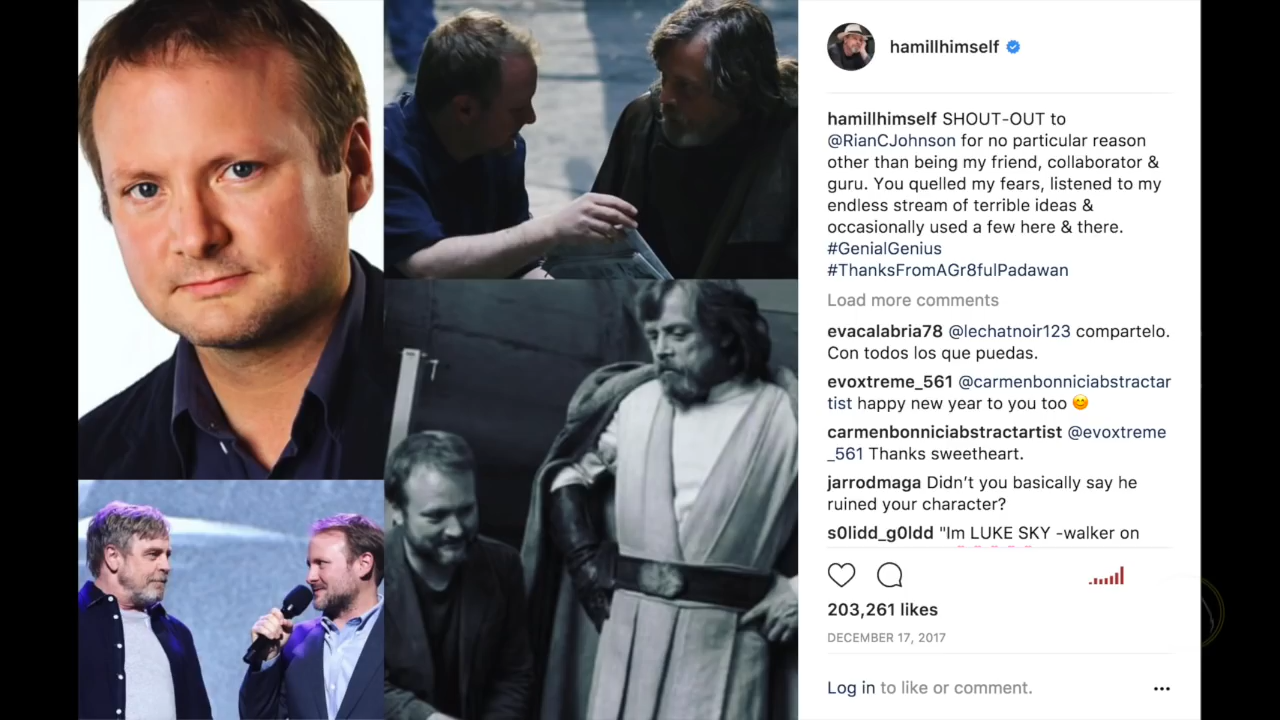 hamillhimself
hamillhimself SHOUT-OUT to
@RianCJohnson for no particular reason
other than being my friend, collaborator &
guru. You quelled my fears, listened to my
endless stream of terrible ideas &
occasionally used a few here & there.
#GenialGenius
#ThanksFromAGr8fulPadawan
Load more comments
evacalabria78 @lechatnoir123 compartelo.
Con todos los que puedas.
evoxtreme_561 @carmenbonniciabstractar
tist happy new year to you too 😊
carmenbonniciabstractartist @evoxtreme
_561 Thanks sweetheart.
jarrodmaga Didn’t you basically say he
ruined your character?
s0lidd_g0ldd "Im LUKE SKY -walker on
203,261 likes
DECEMBER 17, 2017
Log in to like or comment.